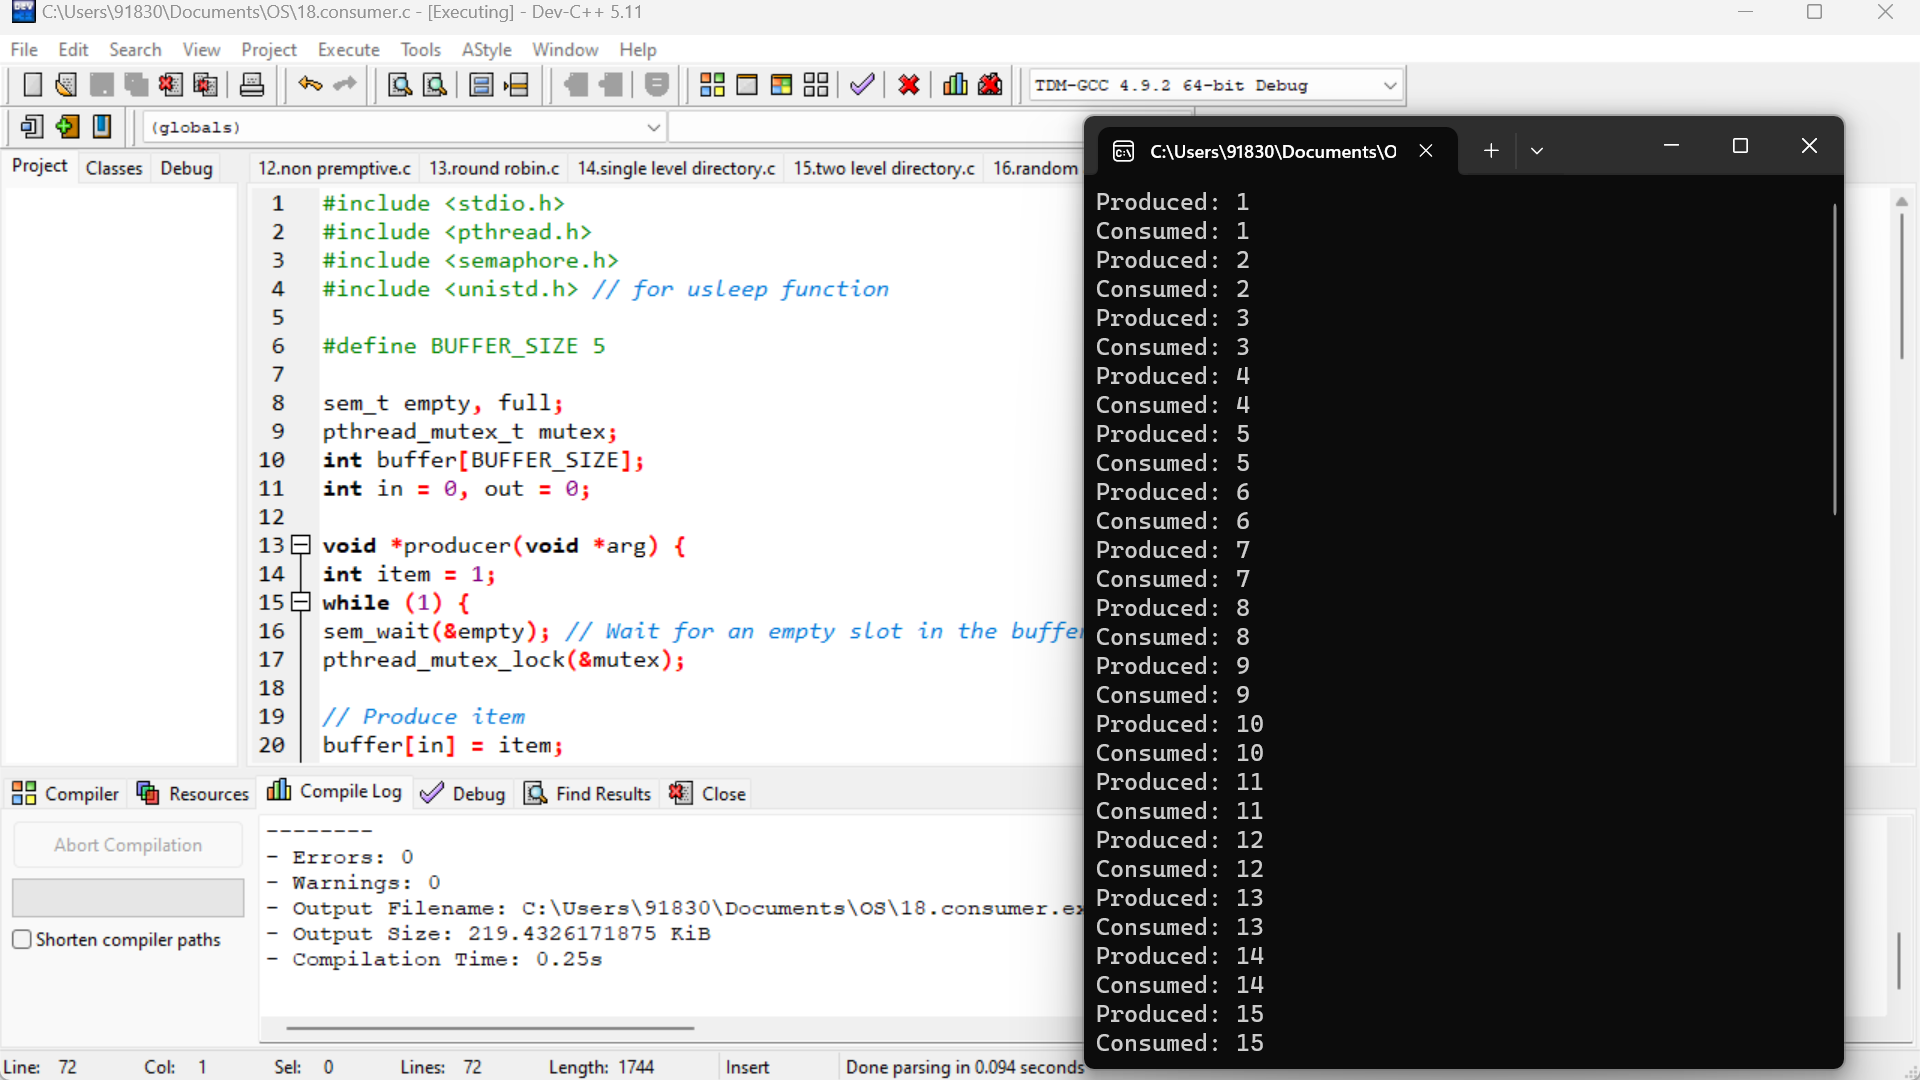 C:\Users\91830\Documents\OS\18.consumer.c - [Executing] - Dev-C++ 5.11
File Edit Search View Project Execute Tools AStyle Window Help
TDM-GCC 4.9.2 64-bit Debug
(globals)
Project Classes Debug
12.non premptive.c 13.round robin.c 14.single level directory.c 15.two level directory.c 16.random
1 #include <stdio.h>
2 #include <pthread.h>
3 #include <semaphore.h>
4 #include <unistd.h> // for usleep function
5
6 #define BUFFER_SIZE 5
7
8 sem_t empty, full;
9 pthread_mutex_t mutex;
10 int buffer[BUFFER_SIZE];
11 int in = 0, out = 0;
12
13 void *producer(void *arg) {
14 int item = 1;
15 while (1) {
16 sem_wait(&empty); // Wait for an empty slot in the buffer
17 pthread_mutex_lock(&mutex);
18
19 // Produce item
20 buffer[in] = item;
Compiler Resources Compile Log Debug Find Results Close
Abort Compilation
Shorten compiler paths
--------
- Errors: 0
- Warnings: 0
- Output Filename: C:\Users\91830\Documents\OS\18.consumer.ex
- Output Size: 219.4326171875 KiB
- Compilation Time: 0.25s
Line: 72 Col: 1 Sel: 0 Lines: 72 Length: 1744 Insert Done parsing in 0.094 seconds
C:\Users\91830\Documents\O
Produced: 1
Consumed: 1
Produced: 2
Consumed: 2
Produced: 3
Consumed: 3
Produced: 4
Consumed: 4
Produced: 5
Consumed: 5
Produced: 6
Consumed: 6
Produced: 7
Consumed: 7
Produced: 8
Consumed: 8
Produced: 9
Consumed: 9
Produced: 10
Consumed: 10
Produced: 11
Consumed: 11
Produced: 12
Consumed: 12
Produced: 13
Consumed: 13
Produced: 14
Consumed: 14
Produced: 15
Consumed: 15